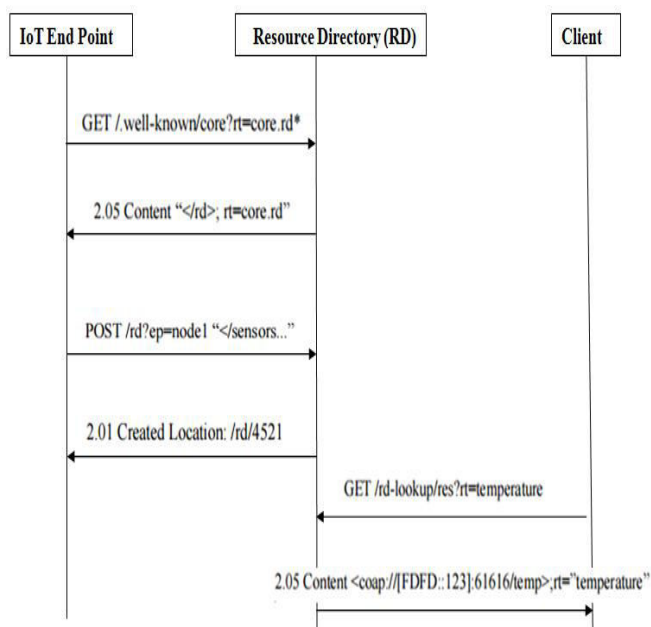 IoT End Point
Resource Directory (RD)
Client
GET /.well-known/core?rt=core.rd*
2.05 Content “</rd>; rt=core.rd”
POST /rd?ep=node1 “</sensors...”
2.01 Created Location: /rd/4521
GET /rd-lookup/res?rt=temperature
2.05 Content <coap://[FDFD::123]:61616/temp>;rt=”temperature”